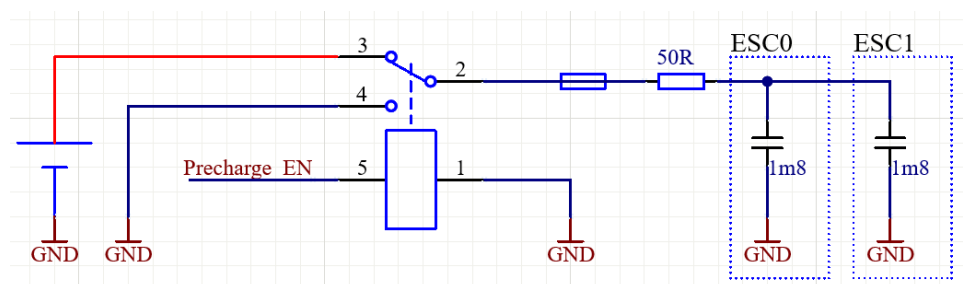 ESC0
ESC1
3
2
50R
4
Precharge EN
5
1
1m8
1m8
GND
GND
GND
GND
GND